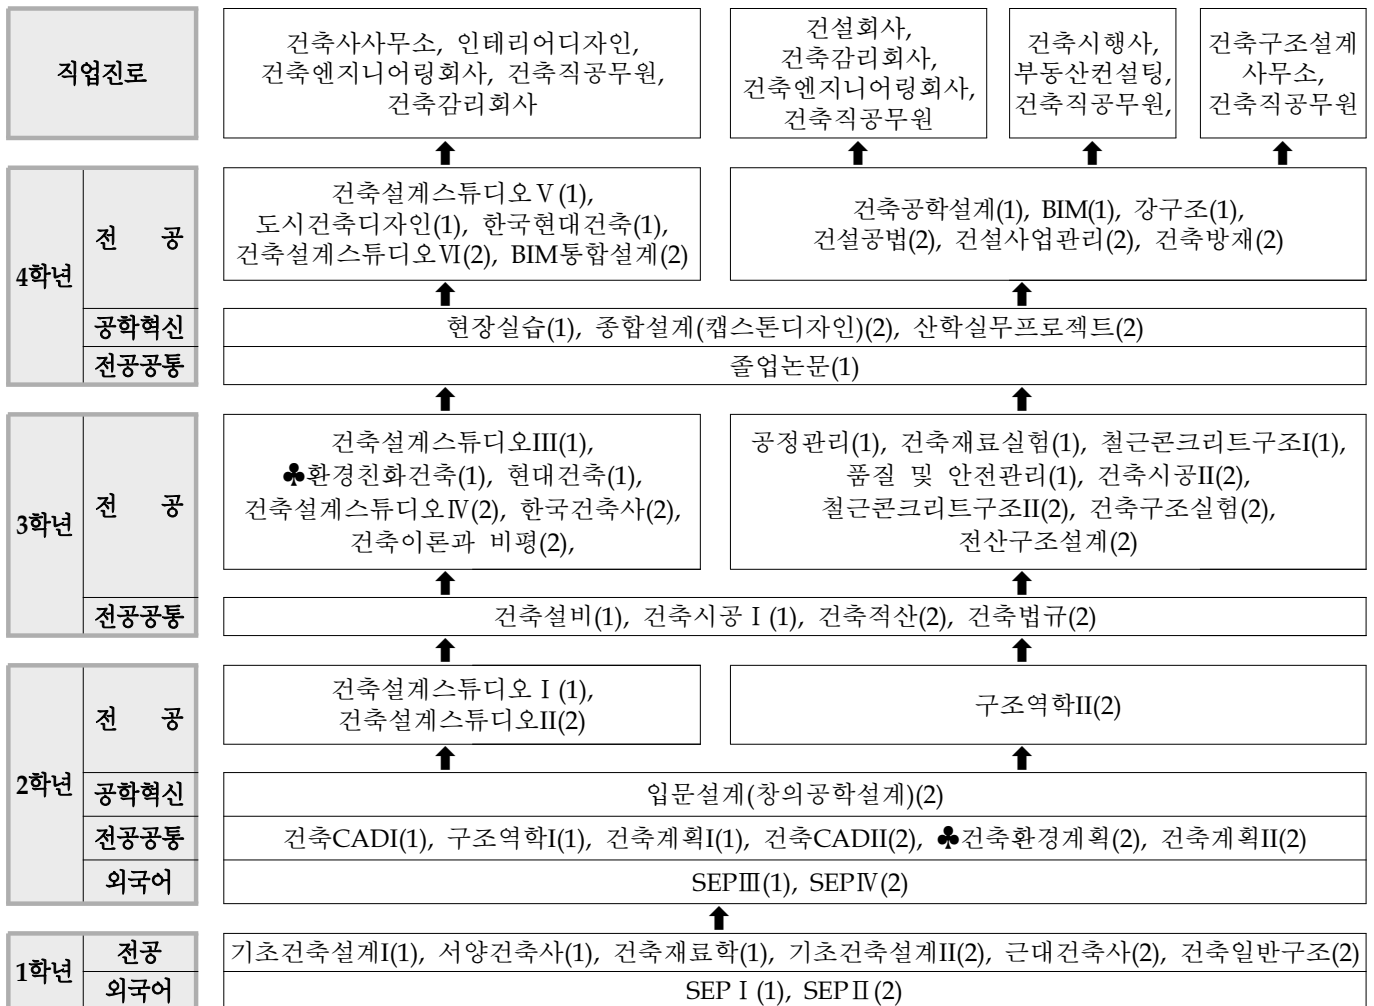 직업진로
건축사사무소, 인테리어디자인,
건축엔지니어링회사, 건축직공무원,
건축감리회사
건설회사,
건축감리회사,
건축엔지니어링회사,
건축직공무원
건축시행사,
부동산컨설팅,
건축직공무원,
건축구조설계
사무소,
건축직공무원
4학년
전 공
건축설계스튜디오Ⅴ(1),
도시건축디자인(1), 한국현대건축(1),
건축설계스튜디오Ⅵ(2), BIM통합설계(2)
건축공학설계(1), BIM(1), 강구조(1),
건설공법(2), 건설사업관리(2), 건축방재(2)
공학혁신
현장실습(1), 종합설계(캡스톤디자인)(2), 산학실무프로젝트(2)
전공공통
졸업논문(1)
3학년
전 공
건축설계스튜디오III(1),
♣환경친화건축(1), 현대건축(1),
건축설계스튜디오Ⅳ(2), 한국건축사(2),
건축이론과 비평(2),
공정관리(1), 건축재료실험(1), 철근콘크리트구조I(1),
품질 및 안전관리(1), 건축시공II(2),
철근콘크리트구조II(2), 건축구조실험(2),
전산구조설계(2)
전공공통
건축설비(1), 건축시공Ⅰ(1), 건축적산(2), 건축법규(2)
2학년
전 공
건축설계스튜디오Ⅰ(1),
건축설계스튜디오II(2)
구조역학II(2)
공학혁신
입문설계(창의공학설계)(2)
전공공통
건축CADI(1), 구조역학I(1), 건축계획I(1), 건축CADII(2), ♣건축환경계획(2), 건축계획II(2)
외국어
SEPⅢ(1), SEPⅣ(2)
1학년
전공
기초건축설계I(1), 서양건축사(1), 건축재료학(1), 기초건축설계II(2), 근대건축사(2), 건축일반구조(2)
외국어
SEPⅠ(1), SEPⅡ(2)